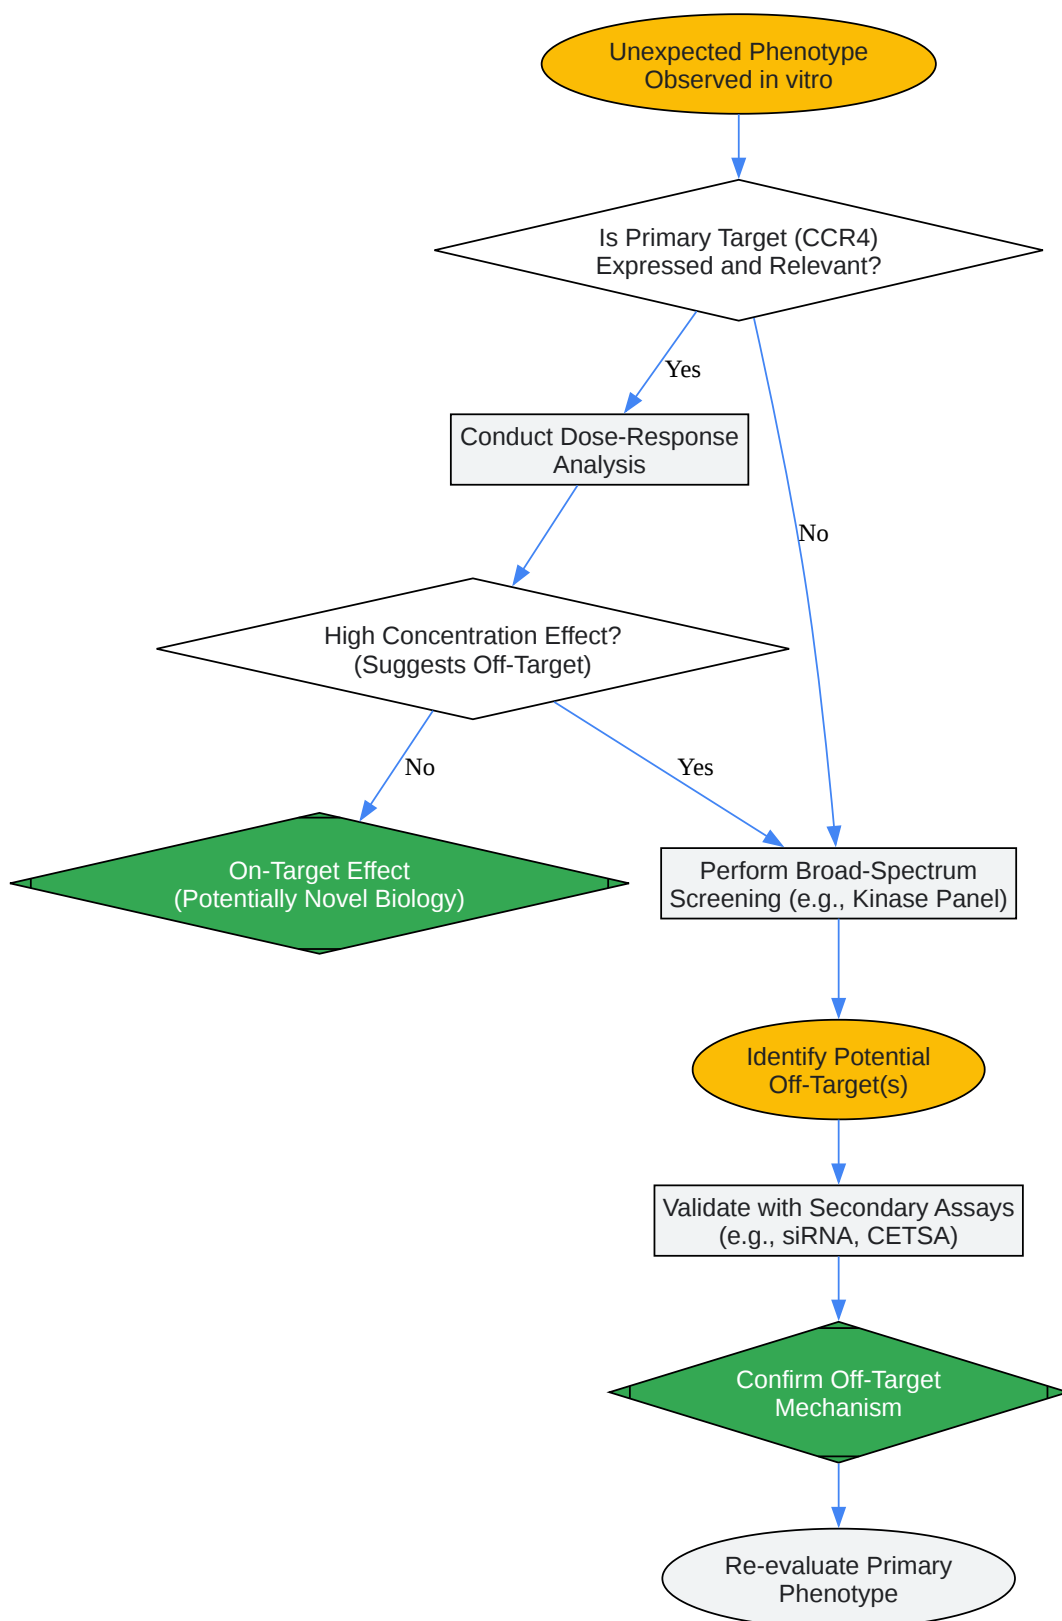 Unexpected Phenotype
Observed in vitro
Is Primary Target (CCR4)
Expressed and Relevant?
Yes
Conduct Dose-Response
Analysis
No
High Concentration Effect?
(Suggests Off-Target)
No
Yes
On-Target Effect
(Potentially Novel Biology)
Perform Broad-Spectrum
Screening (e.g., Kinase Panel)
Identify Potential
Off-Target(s)
Validate with Secondary Assays
(e.g., siRNA, CETSA)
Confirm Off-Target
Mechanism
Re-evaluate Primary
Phenotype